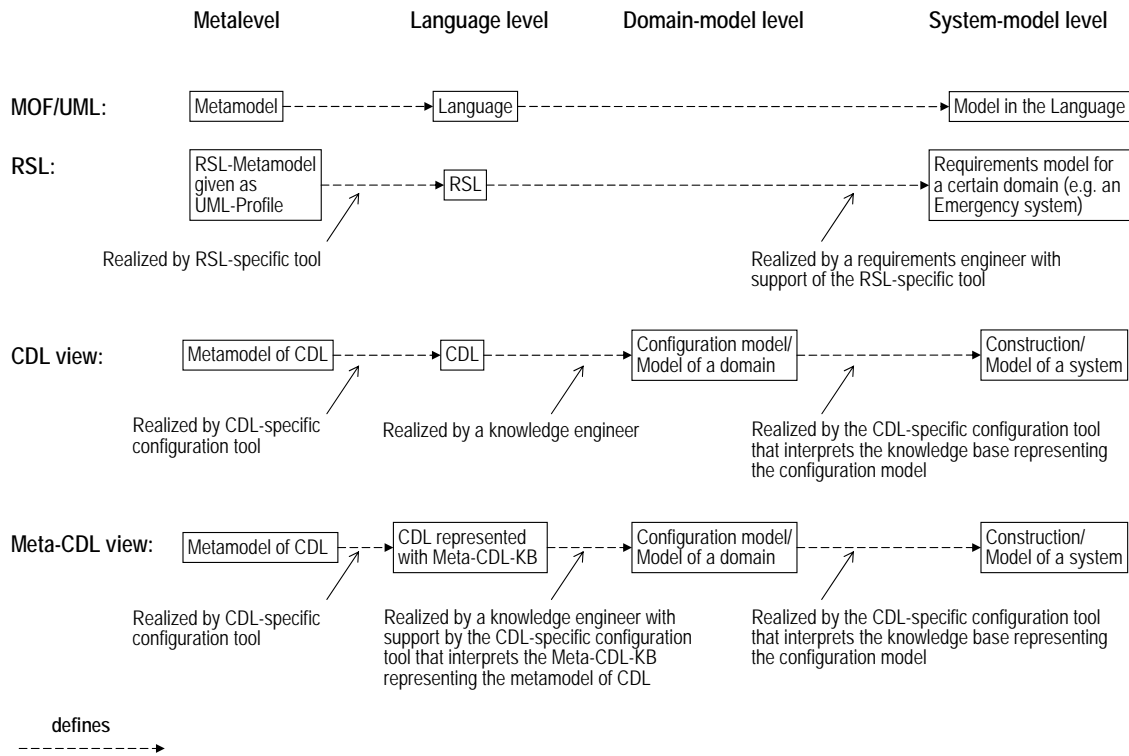 Metalevel Language level Domain-model level System-model level
MOF/UML: Metamodel Language Model in the Language
RSL:
RSL-Metamodel
given as
UML-Profile
RSL
Requirements model for
a certain domain (e.g. an
Emergency system)
Realized by RSL-specific tool
Realized by a requirements engineer with
support of the RSL-specific tool
CDL view:
Metamodel of CDL
CDL
Configuration model/
Model of a domain
Construction/
Model of a system
Realized by CDL-specific
configuration tool
Realized by a knowledge engineer
Realized by the CDL-specific configuration tool
that interprets the knowledge base representing
the configuration model
Meta-CDL view:
Metamodel of CDL
CDL represented
with Meta-CDL-KB
Configuration model/
Model of a domain
Construction/
Model of a system
Realized by CDL-specific
configuration tool
Realized by a knowledge engineer with
support by the CDL-specific configuration
tool that interprets the Meta-CDL-KB
representing the metamodel of CDL
Realized by the CDL-specific configuration tool
that interprets the knowledge base representing
the configuration model
defines